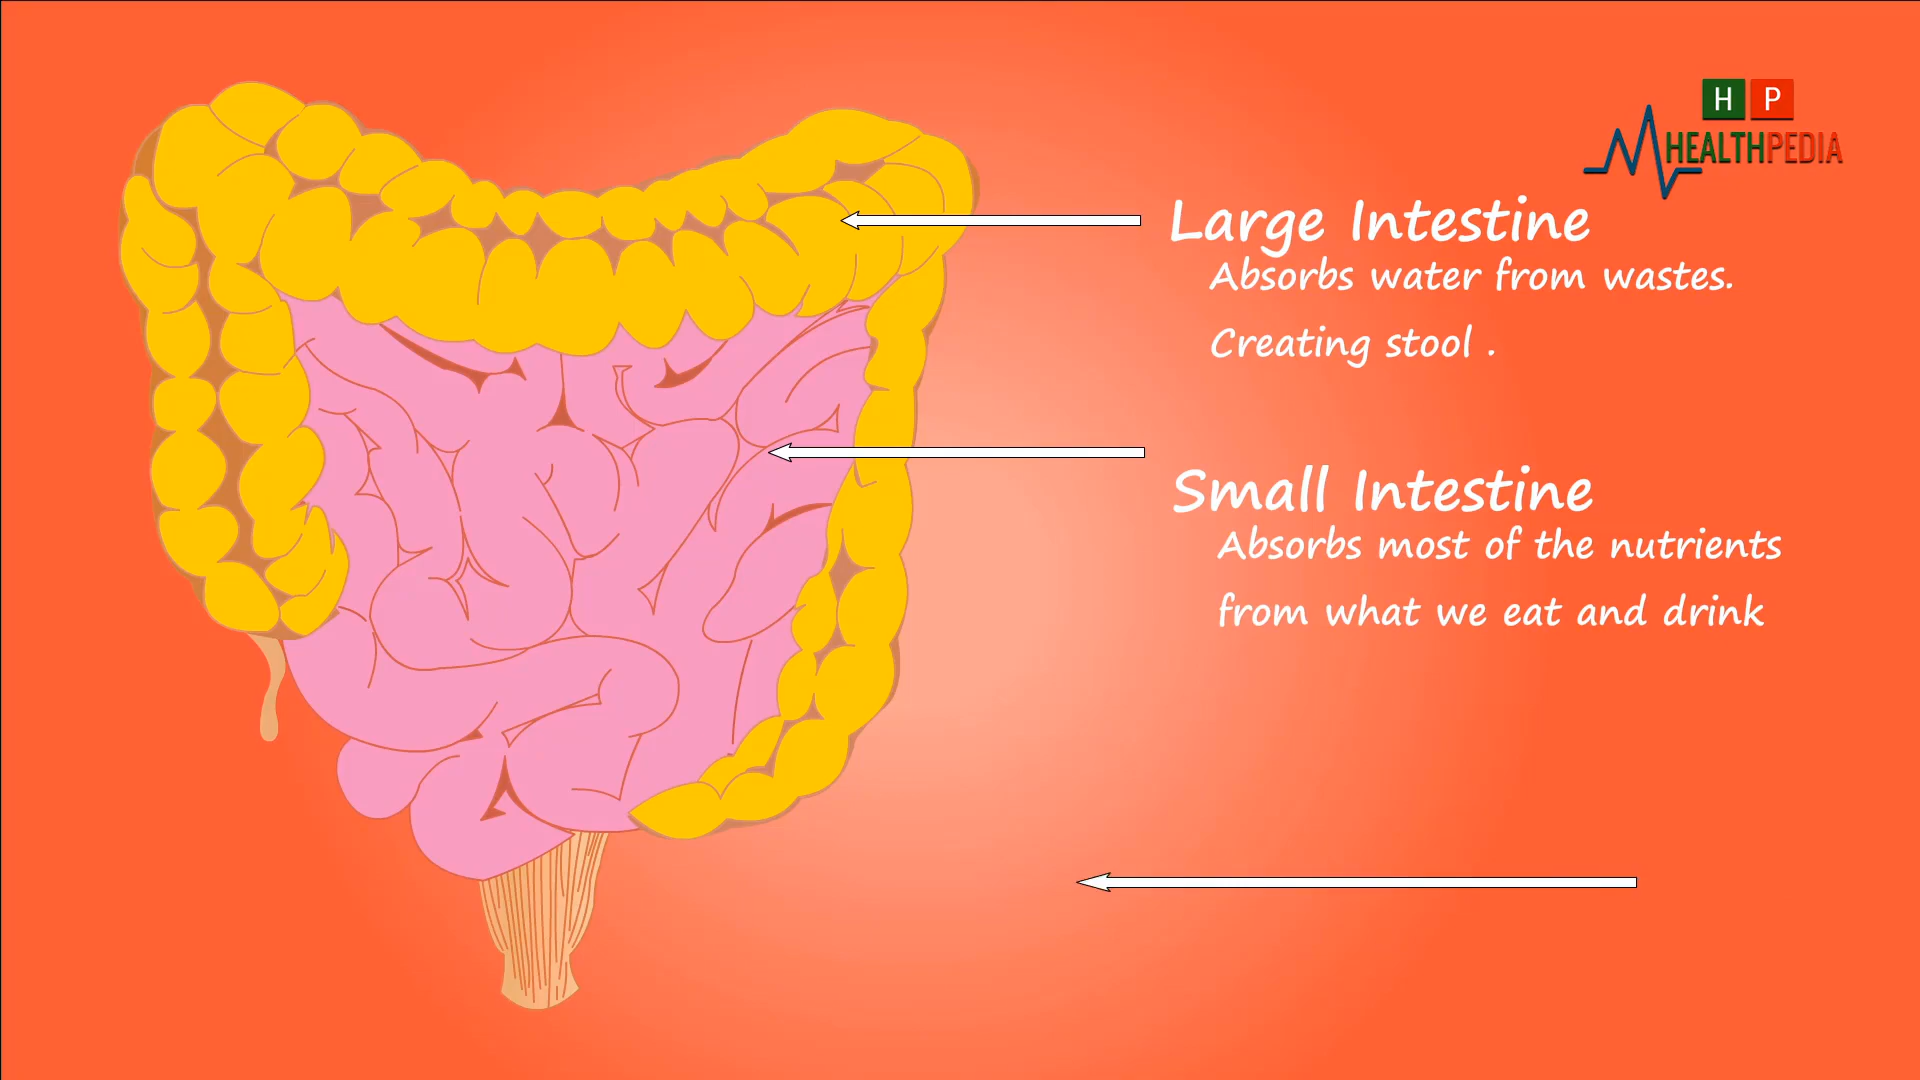 H P
HEALTHPEDIA
Large Intestine
Absorbs water from wastes.
Creating stool .
Small Intestine
Absorbs most of the nutrients
from what we eat and drink